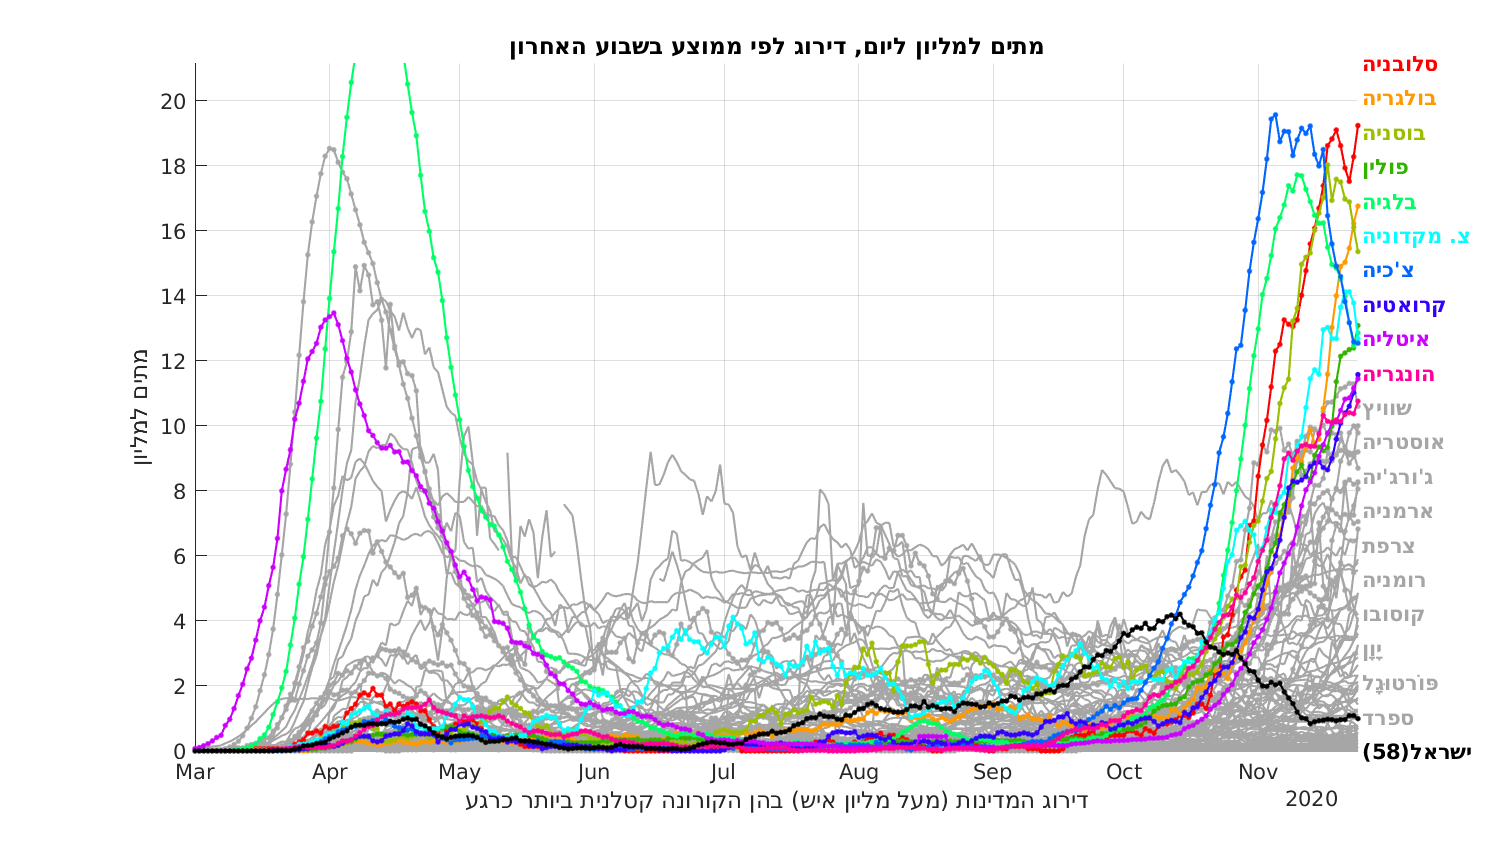 מתים למליון ליום, דירוג לפי ממוצע בשבוע האחרון
מתים למליון
20
18
16
14
12
10
8
6
4
2
0
Mar Apr May Jun Jul Aug Sep Oct Nov
2020
דירוג המדינות (מעל מליון איש) בהן הקורונה קטלנית ביותר כרגע
סלובניה
בולגריה
בוסניה
פולין
בלגיה
צ. מקדוניה
צ'כיה
קרואטיה
איטליה
הונגריה
שוויץ
אוסטריה
ג'ורג'יה
ארמניה
צרפת
רומניה
קוסובו
יָוָן
פּוֹרטוּגָל
ספרד
ישראל(58)